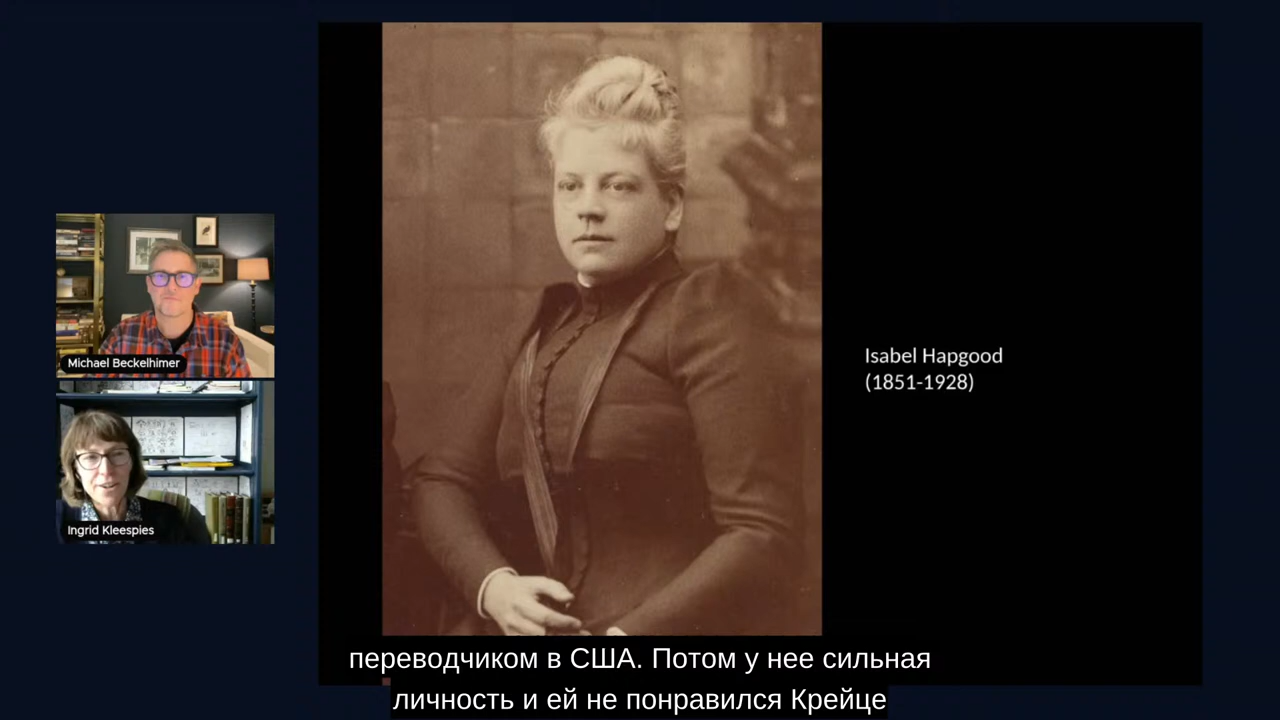 Michael Beckelhimer
Ingrid Kleespies
Isabel Hapgood
(1851-1928)
переводчиком в США. Потом у нее сильная
личность и ей не понравился Крейце